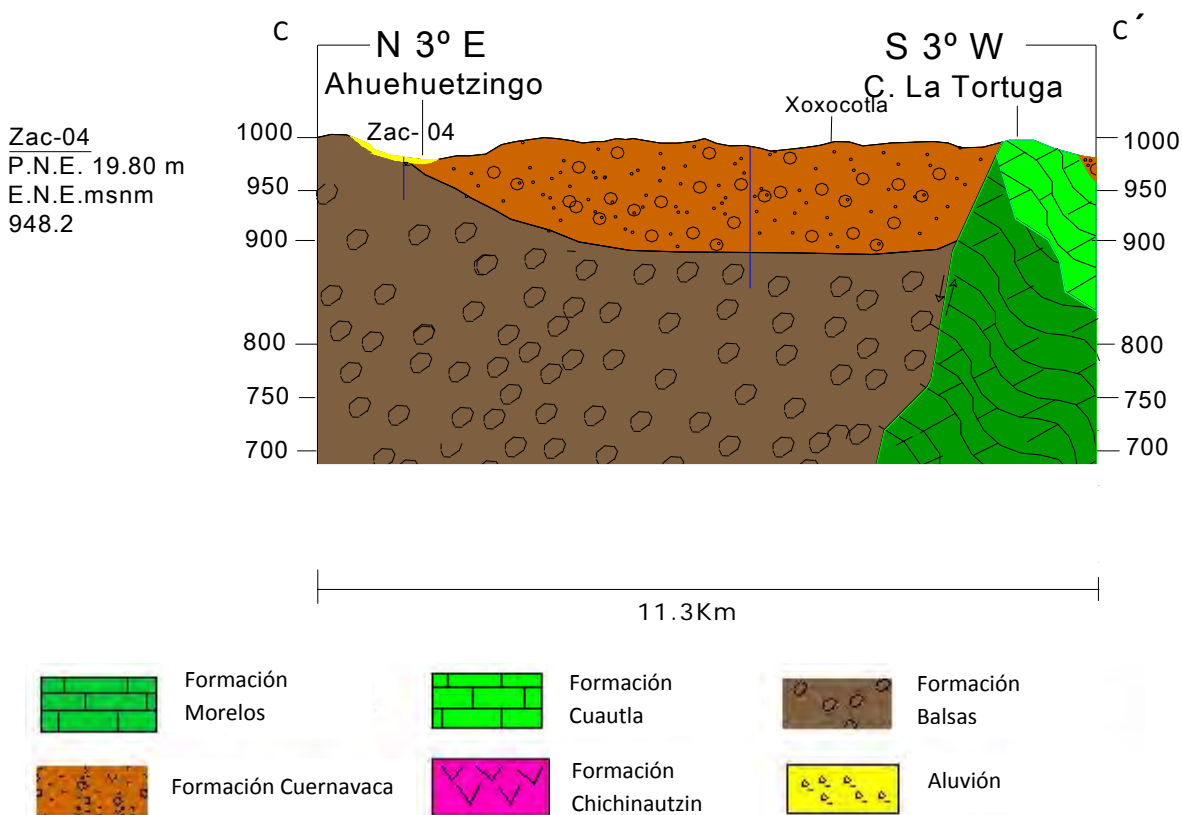 C
C´
N 3º E
S 3º W
Ahuehuetzingo
C. La Tortuga
Xoxocotla
Zac-04
Zac-04
P.N.E. 19.80 m
E.N.E.msnm
948.2
1000
950
900
800
750
700
1000
950
900
800
750
700
11.3Km
Formación
Morelos
Formación
Cuautla
Formación
Balsas
Formación Cuernavaca
Formación
Chichinautzin
Aluvión